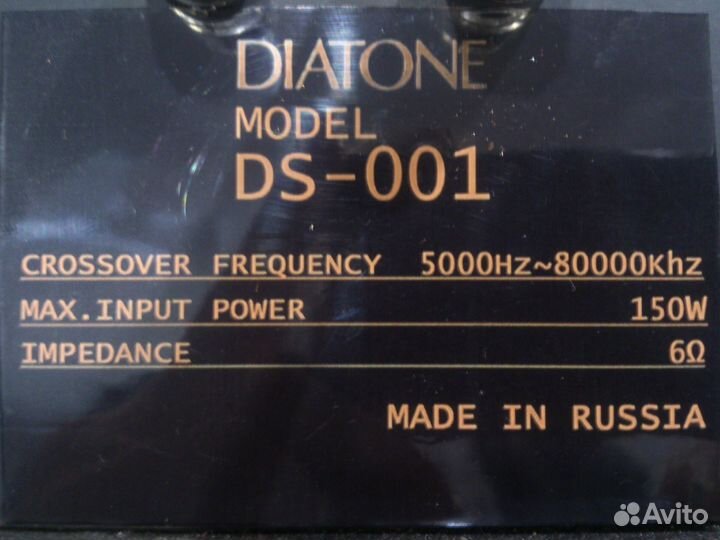 DIATONE
MODEL
DS-001
CROSSOVER FREQUENCY 5000Hz~80000Khz
MAX.INPUT POWER 150W
IMPEDANCE 6Ω
MADE IN RUSSIA
Avito